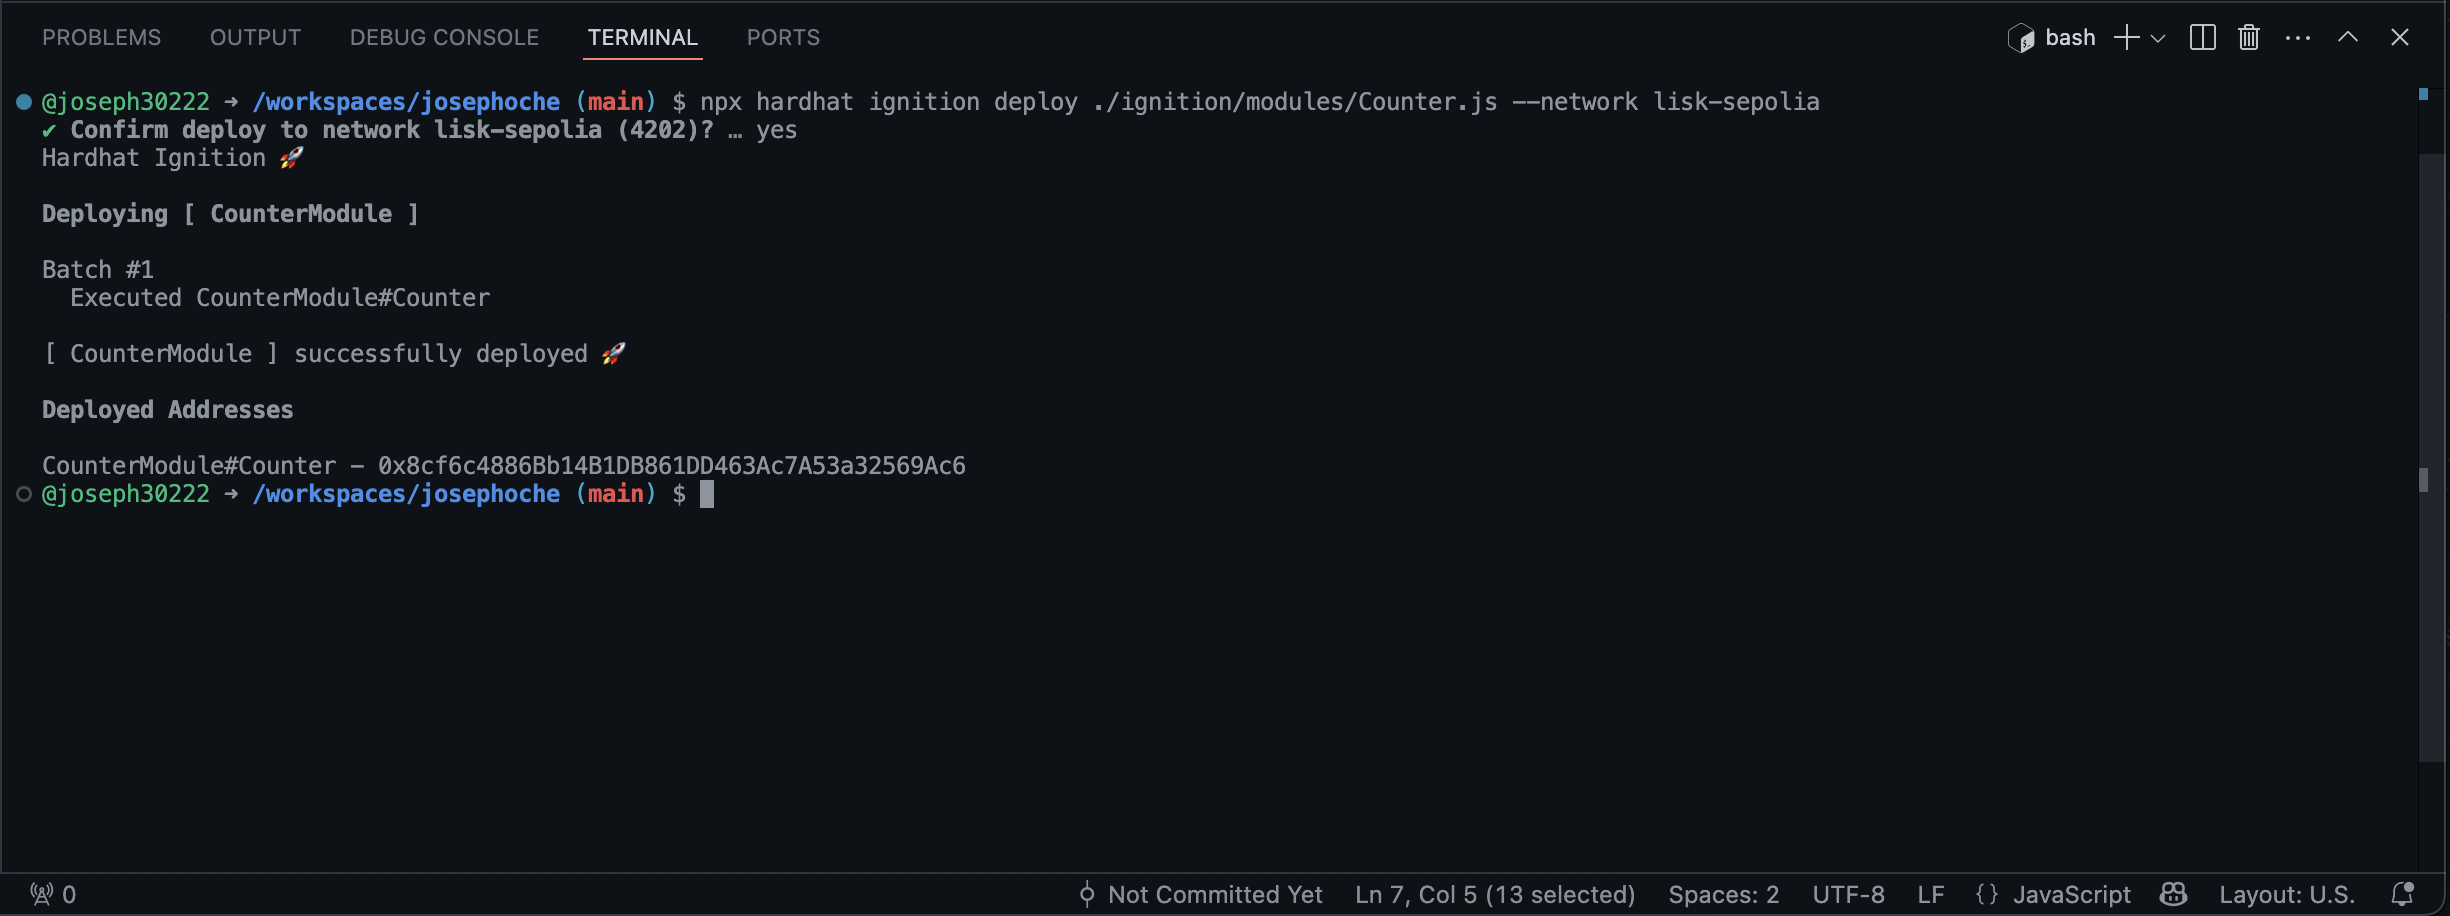 PROBLEMS OUTPUT DEBUG CONSOLE TERMINAL PORTS bash
@joseph30222 ➜ /workspaces/josephoche (main) $ npx hardhat ignition deploy ./ignition/modules/Counter.js --network lisk-sepolia
✔ Confirm deploy to network lisk-sepolia (4202)? … yes
Hardhat Ignition 🚀
Deploying [ CounterModule ]
Batch #1
Executed CounterModule#Counter
[ CounterModule ] successfully deployed 🚀
Deployed Addresses
CounterModule#Counter - 0x8cf6c4886Bb14B1DB861DD463Ac7A53a32569Ac6
@joseph30222 ➜ /workspaces/josephoche (main) $
0 Not Committed Yet Ln 7, Col 5 (13 selected) Spaces: 2 UTF-8 LF {} JavaScript Layout: U.S.